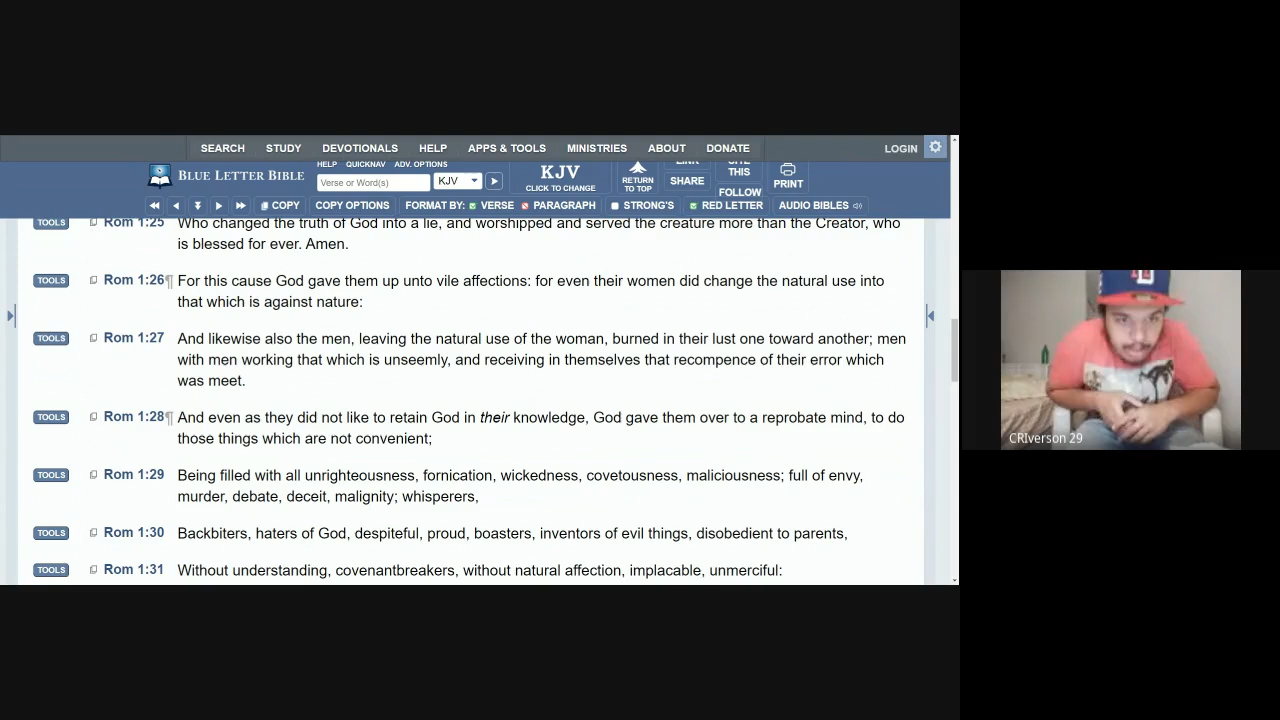 SEARCH STUDY DEVOTIONALS HELP APPS & TOOLS MINISTRIES ABOUT DONATE LOGIN
HELP QUICKNAV ADV. OPTIONS
BLUE LETTER BIBLE
Verse or Word(s) KJV
KJV
CLICK TO CHANGE
RETURN
TO TOP
LINK
SHARE
CITE
THIS
FOLLOW
PRINT
COPY COPY OPTIONS FORMAT BY: VERSE PARAGRAPH STRONG'S RED LETTER AUDIO BIBLES
TOOLS Rom 1:25 Who changed the truth of God into a lie, and worshipped and served the creature more than the Creator, who
is blessed for ever. Amen.
TOOLS Rom 1:26¶ For this cause God gave them up unto vile affections: for even their women did change the natural use into
that which is against nature:
TOOLS Rom 1:27 And likewise also the men, leaving the natural use of the woman, burned in their lust one toward another; men
with men working that which is unseemly, and receiving in themselves that recompence of their error which
was meet.
TOOLS Rom 1:28¶ And even as they did not like to retain God in their knowledge, God gave them over to a reprobate mind, to do
those things which are not convenient;
TOOLS Rom 1:29 Being filled with all unrighteousness, fornication, wickedness, covetousness, maliciousness; full of envy,
murder, debate, deceit, malignity; whisperers,
TOOLS Rom 1:30 Backbiters, haters of God, despiteful, proud, boasters, inventors of evil things, disobedient to parents,
TOOLS Rom 1:31 Without understanding, covenantbreakers, without natural affection, implacable, unmerciful:
CRIverson 29